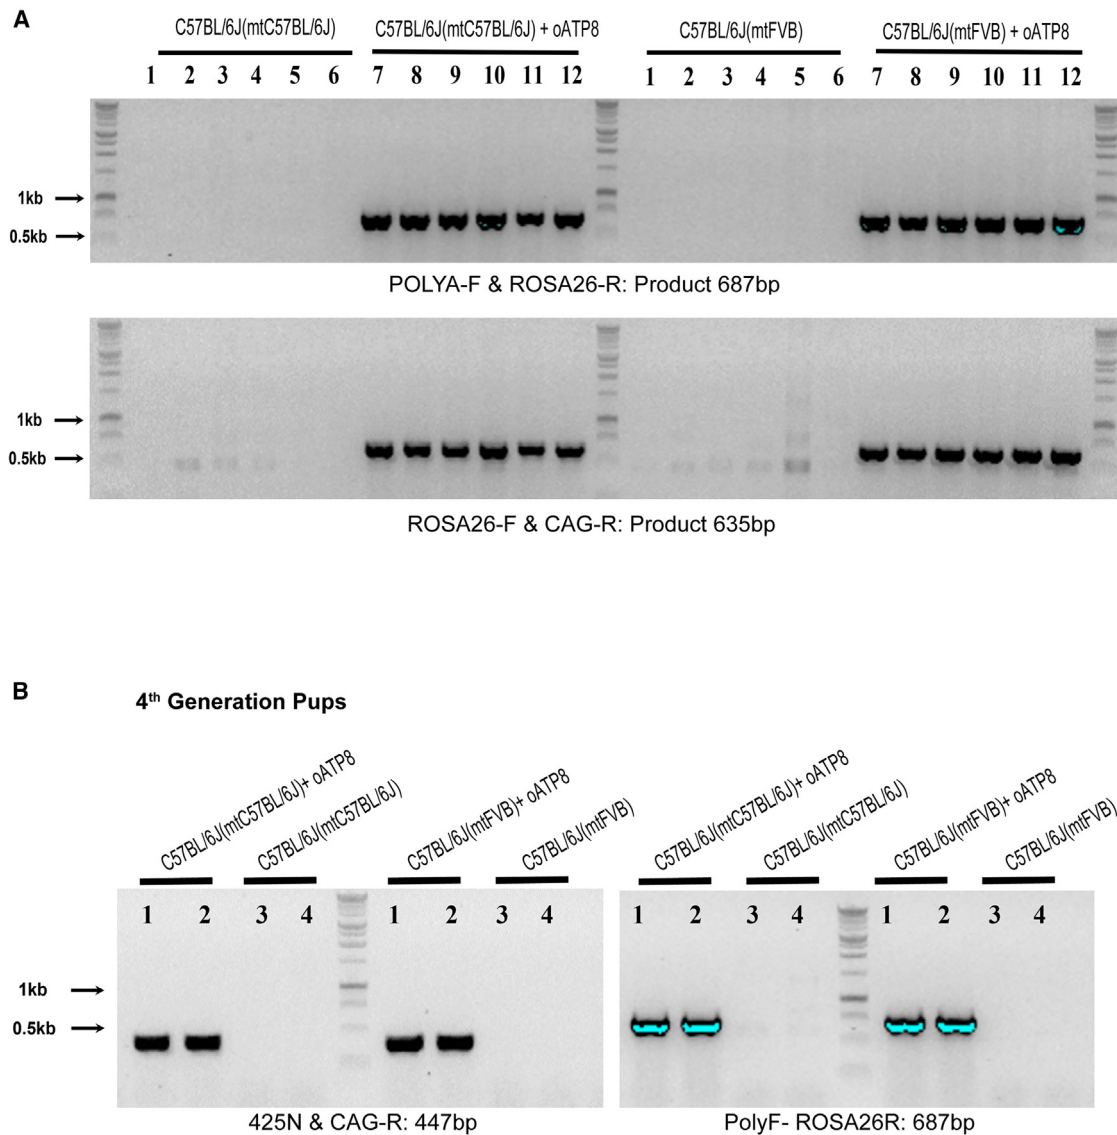 A
C57BL/6J(mtC57BL/6J)
C57BL/6J(mtC57BL/6J) + oATP8
C57BL/6J(mtFVB)
C57BL/6J(mtFVB) + oATP8
1 2 3 4 5 6 7 8 9 10 11 12 1 2 3 4 5 6 7 8 9 10 11 12
1kb
0.5kb
POLYA-F & ROSA26-R: Product 687bp
1kb
0.5kb
ROSA26-F & CAG-R: Product 635bp
B
4th Generation Pups
C57BL/6J(mtC57BL/6J)+ oATP8
C57BL/6J(mtC57BL/6J)
C57BL/6J(mtFVB)+ oATP8
C57BL/6J(mtFVB)
C57BL/6J(mtC57BL/6J)+ oATP8
C57BL/6J(mtC57BL/6J)
C57BL/6J(mtFVB)+ oATP8
C57BL/6J(mtFVB)
1 2 3 4 1 2 3 4
1 2 3 4 1 2 3 4
1kb
0.5kb
425N & CAG-R: 447bp
PolyF- ROSA26R: 687bp